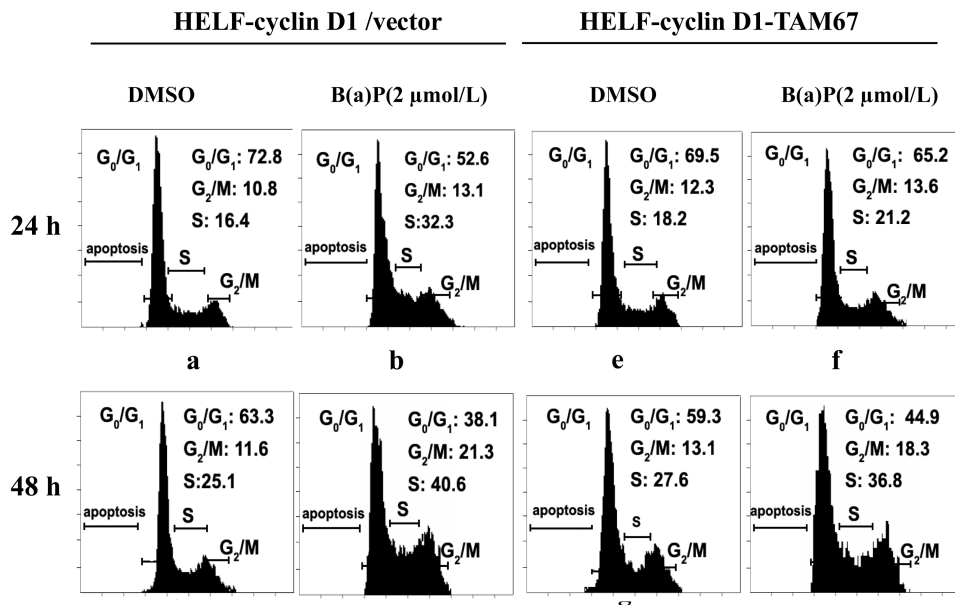 HELF-cyclin D1 /vector
HELF-cyclin D1-TAM67
DMSO
B(a)P(2 µmol/L)
DMSO
B(a)P(2 µmol/L)
24 h
G₀/G₁
G₀/G₁: 72.8
G₂/M: 10.8
S: 16.4
apoptosis
S
G₂/M
G₀/G₁
G₀/G₁: 52.6
G₂/M: 13.1
S:32.3
apoptosis
S
G₂/M
G₀/G₁
G₀/G₁: 69.5
G₂/M: 12.3
S: 18.2
apoptosis
S
G₂/M
G₀/G₁
G₀/G₁: 65.2
G₂/M: 13.6
S: 21.2
apoptosis
S
G₂/M
a
b
e
f
48 h
G₀/G₁
G₀/G₁: 63.3
G₂/M: 11.6
S:25.1
apoptosis
S
G₂/M
G₀/G₁
G₀/G₁: 38.1
G₂/M: 21.3
S: 40.6
apoptosis
S
G₂/M
G₀/G₁
G₀/G₁: 59.3
G₂/M: 13.1
S: 27.6
apoptosis
S
G₂/M
G₀/G₁
G₀/G₁: 44.9
G₂/M: 18.3
S: 36.8
apoptosis
S
G₂/M